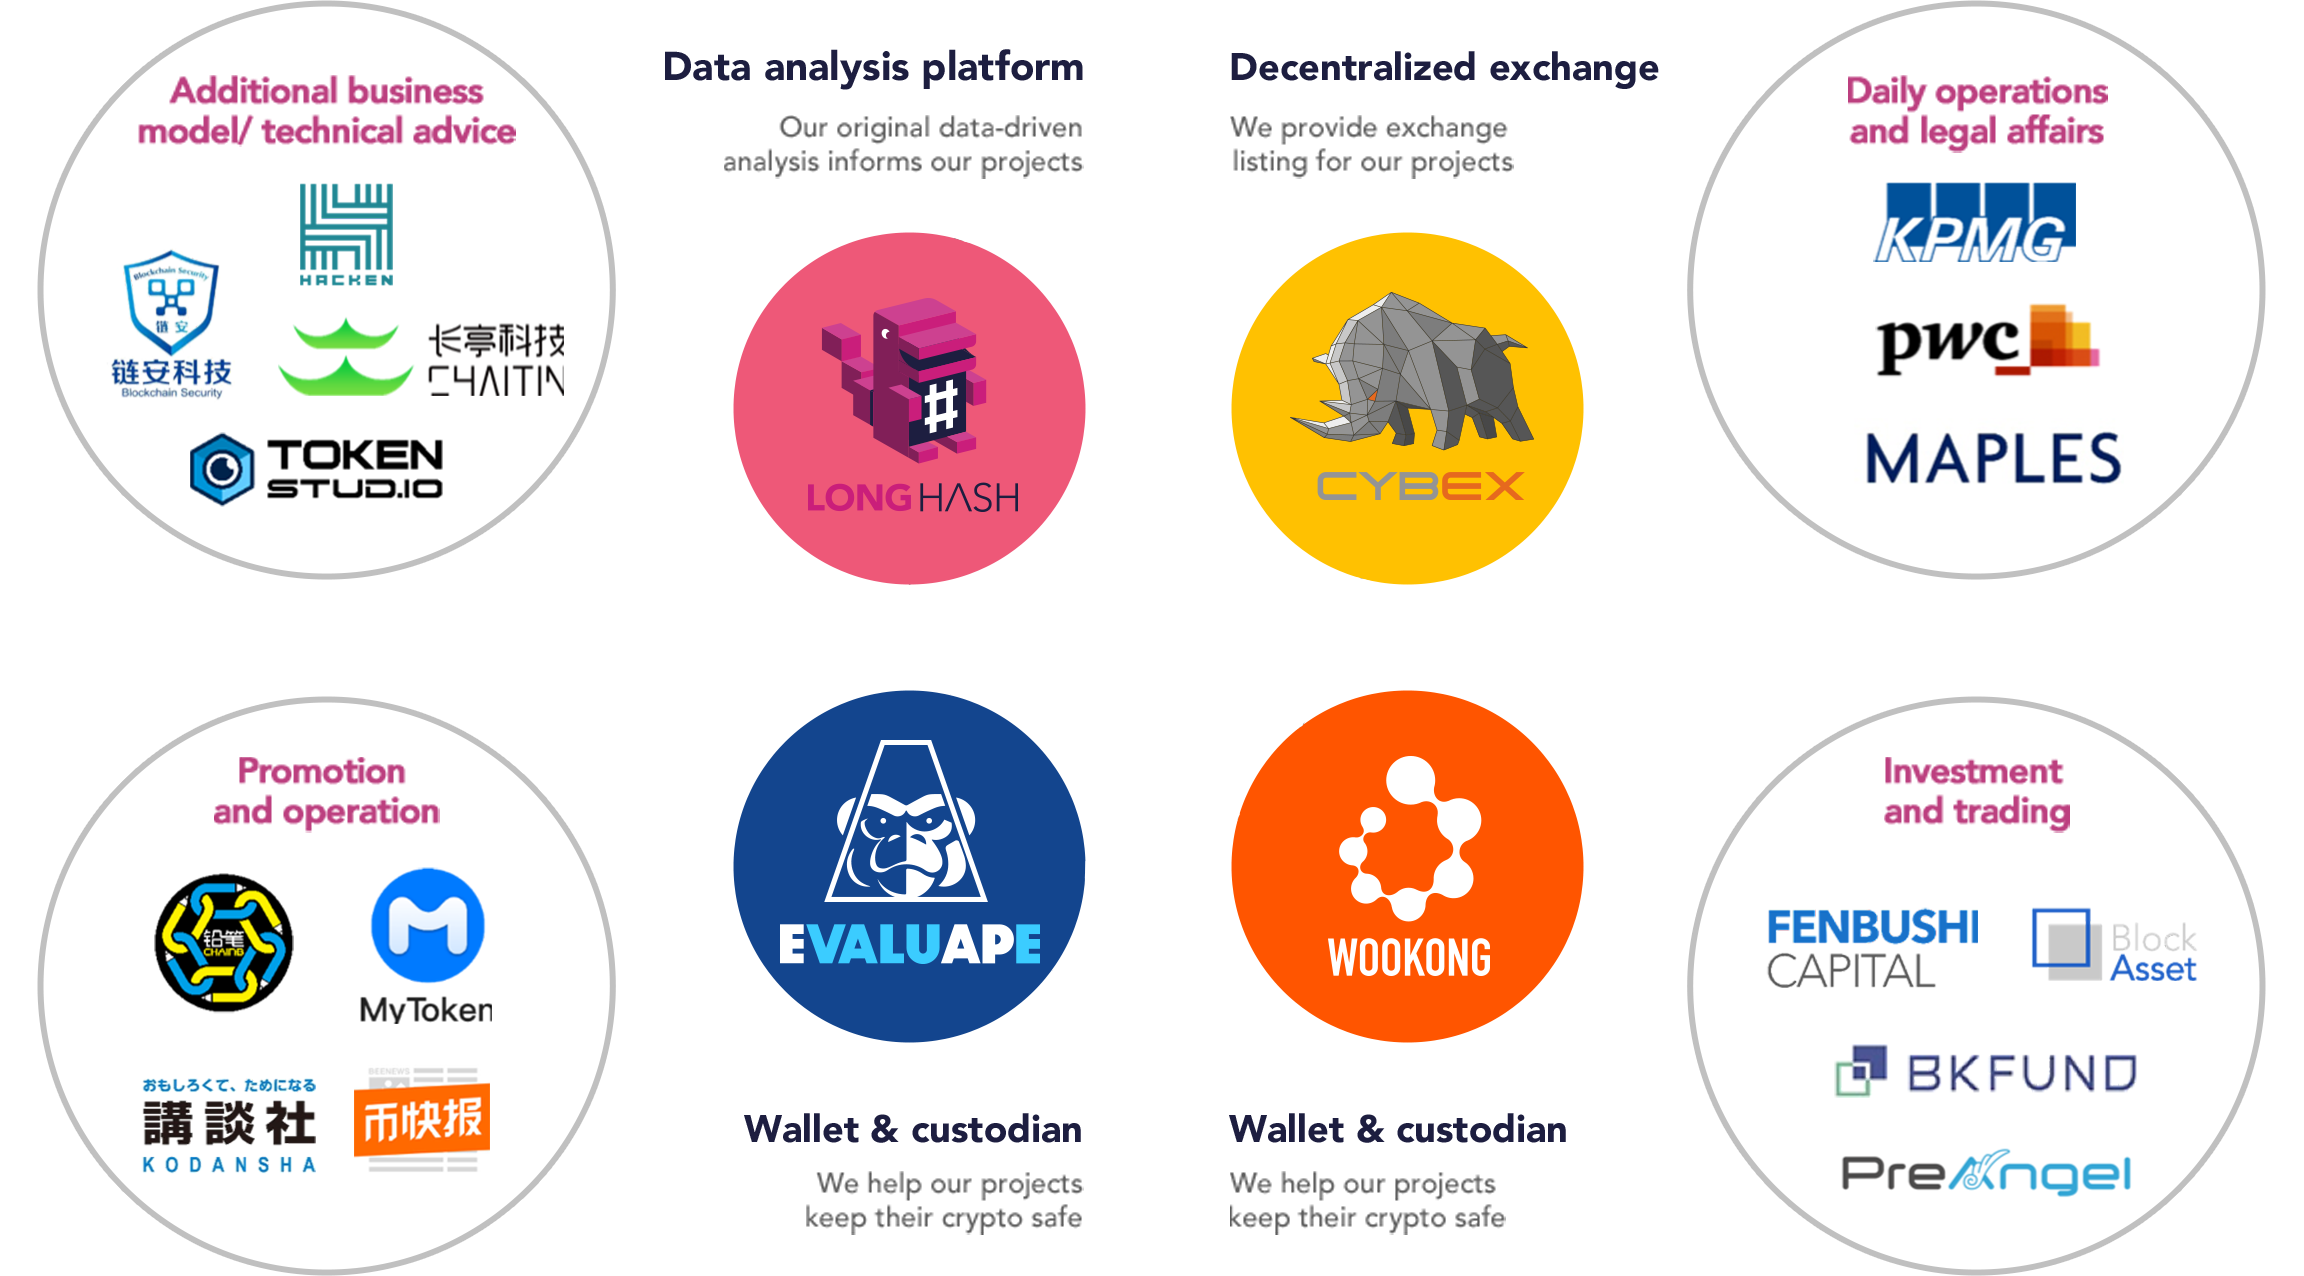 Additional business
model/ technical advice
HACKEN
Blockchain Security
链安
链安科技
Blockchain Security
长亭科技
CHAITIN
TOKEN
STUD.IO
Data analysis platform
Our original data-driven
analysis informs our projects
#
LONGHASH
Decentralized exchange
We provide exchange
listing for our projects
CYBEX
Daily operations
and legal affairs
KPMG
pwc
MAPLES
Promotion
and operation
铅笔
CHAINB
MyToken
おもしろくて、ためになる
講談社
KODANSHA
BEENEWS
币快报
EVALUAPE
Wallet & custodian
We help our projects
keep their crypto safe
WOOKONG
Wallet & custodian
We help our projects
keep their crypto safe
Investment
and trading
FENBUSHI
CAPITAL
Block
Asset
BKFUND
PreAngel